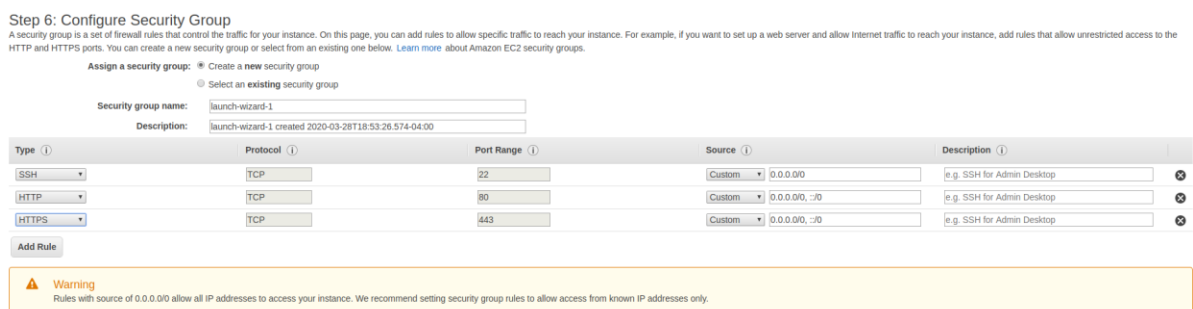 Step 6: Configure Security Group
A security group is a set of firewall rules that control the traffic for your instance. On this page, you can add rules to allow specific traffic to reach your instance. For example, if you want to set up a web server and allow Internet traffic to reach your instance, add rules that allow unrestricted access to the
HTTP and HTTPS ports. You can create a new security group or select from an existing one below. Learn more about Amazon EC2 security groups.
Assign a security group: Create a new security group
Select an existing security group
Security group name: launch-wizard-1
Description: launch-wizard-1 created 2020-03-28T18:53:26.574-04:00
Type Protocol Port Range Source Description
SSH TCP 22 Custom 0.0.0.0/0 e.g. SSH for Admin Desktop
HTTP TCP 80 Custom 0.0.0.0/0, ::/0 e.g. SSH for Admin Desktop
HTTPS TCP 443 Custom 0.0.0.0/0, ::/0 e.g. SSH for Admin Desktop
Add Rule
Warning
Rules with source of 0.0.0.0/0 allow all IP addresses to access your instance. We recommend setting security group rules to allow access from known IP addresses only.